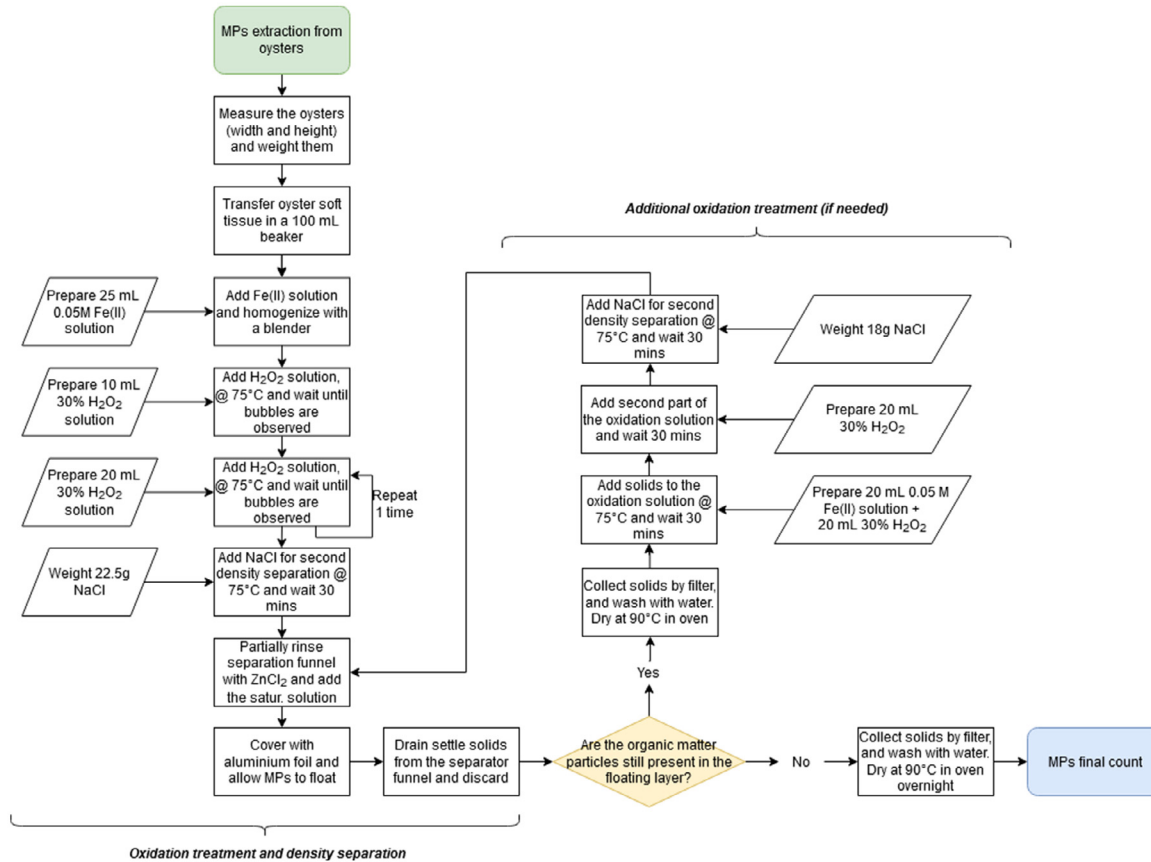 MPs extraction from
oysters
Measure the oysters
(width and height)
and weight them
Transfer oyster soft
tissue in a 100 mL
beaker
Prepare 25 mL
0.05M Fe(II)
solution
Add Fe(II) solution
and homogenize with
a blender
Prepare 10 mL
30% H₂O₂
solution
Add H₂O₂ solution,
@ 75°C and wait until
bubbles are
observed
Prepare 20 mL
30% H₂O₂
solution
Add H₂O₂ solution,
@ 75°C and wait until
bubbles are
observed
Repeat
1 time
Weight 22.5g
NaCl
Add NaCl for second
density separation @
75°C and wait 30
mins
Partially rinse
separation funnel
with ZnCl₂ and add
the satur. solution
Cover with
aluminium foil and
allow MPs to float
Drain settle solids
from the separator
funnel and discard
Oxidation treatment and density separation
Are the organic matter
particles still present in the
floating layer?
Yes
Collect solids by filter,
and wash with water.
Dry at 90°C in oven
Add solids to the
oxidation solution @
75°C and wait 30
mins
Prepare 20 mL 0.05 M
Fe(II) solution +
20 mL 30% H₂O₂
Add second part of
the oxidation solution
and wait 30 mins
Prepare 20 mL
30% H₂O₂
Add NaCl for second
density separation @
75°C and wait 30
mins
Weight 18g NaCl
Additional oxidation treatment (if needed)
No
Collect solids by filter,
and wash with water.
Dry at 90°C in oven
overnight
MPs final count